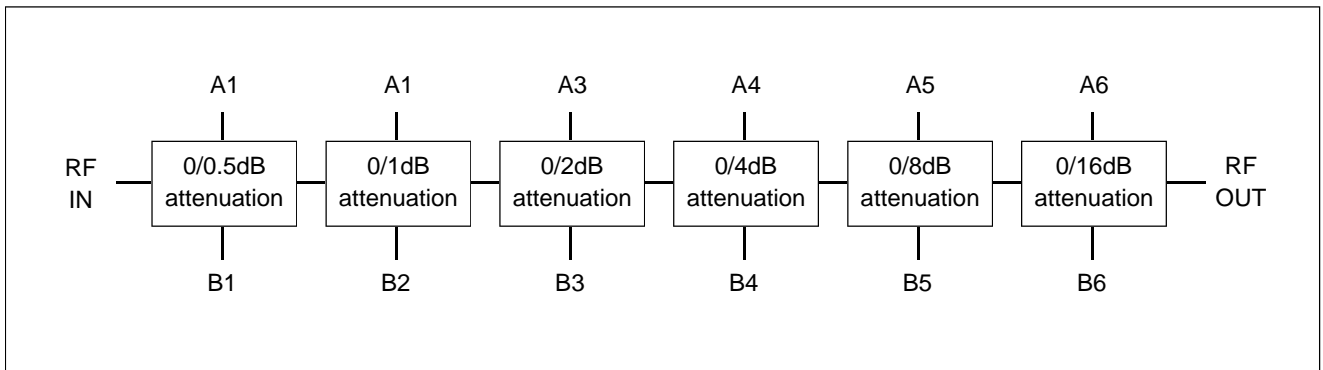 A1 A1 A3 A4 A5 A6
RF IN
0/0.5dB attenuation
0/1dB attenuation
0/2dB attenuation
0/4dB attenuation
0/8dB attenuation
0/16dB attenuation
RF OUT
B1 B2 B3 B4 B5 B6